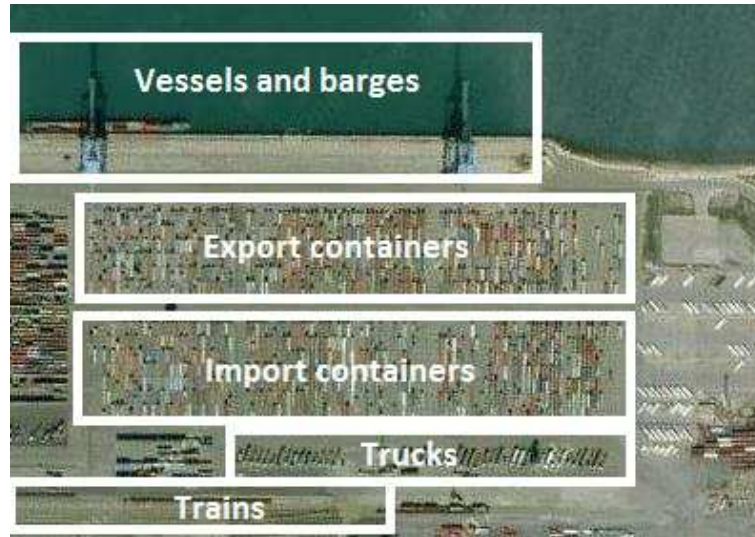 Vessels and barges
Export containers
Import containers
Trucks
Trains